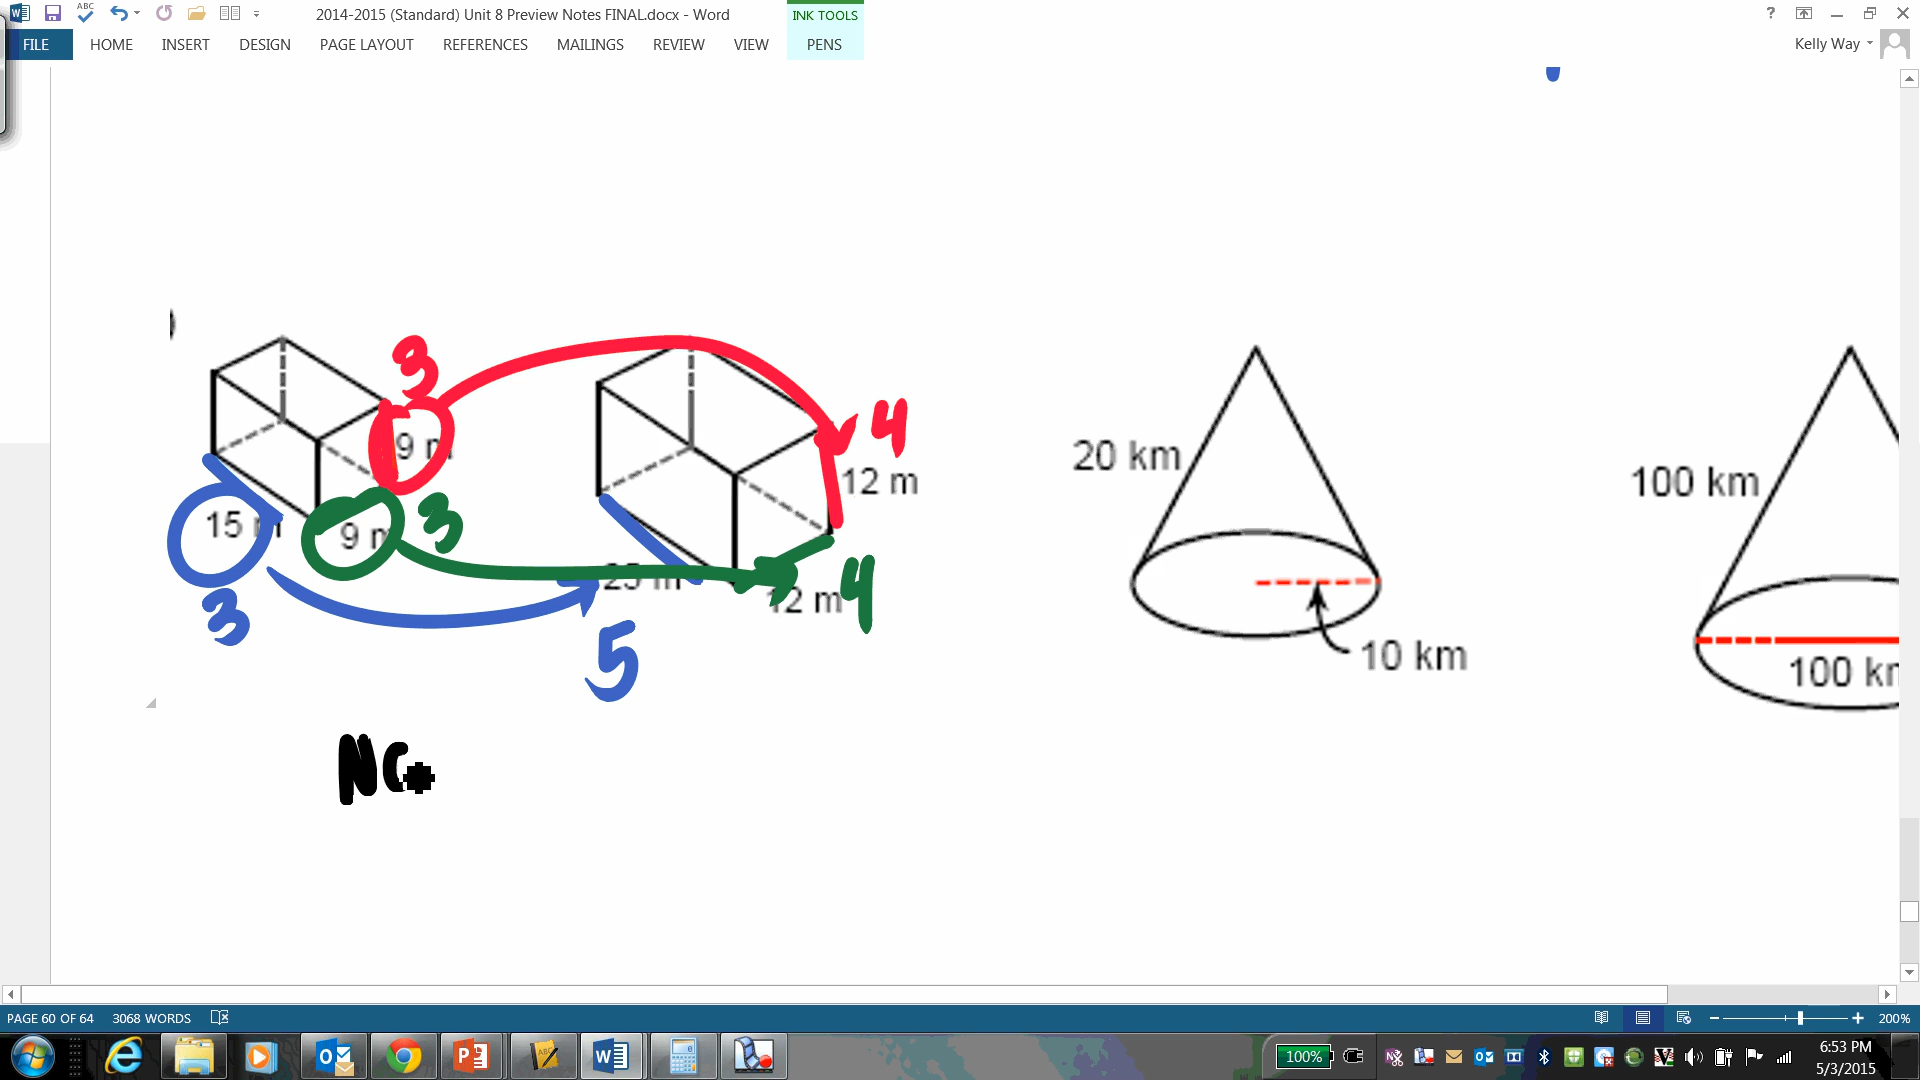 2014-2015 (Standard) Unit 8 Preview Notes FINAL.docx - Word
INK TOOLS
FILE HOME INSERT DESIGN PAGE LAYOUT REFERENCES MAILINGS REVIEW VIEW PENS
Kelly Way
3
9 m
4
12 m
15 m
9 m
3
12 m
4
3
5
20 km
10 km
100 km
100 km
NO
PAGE 60 OF 64 3068 WORDS
200%
100%
6:53 PM
5/3/2015